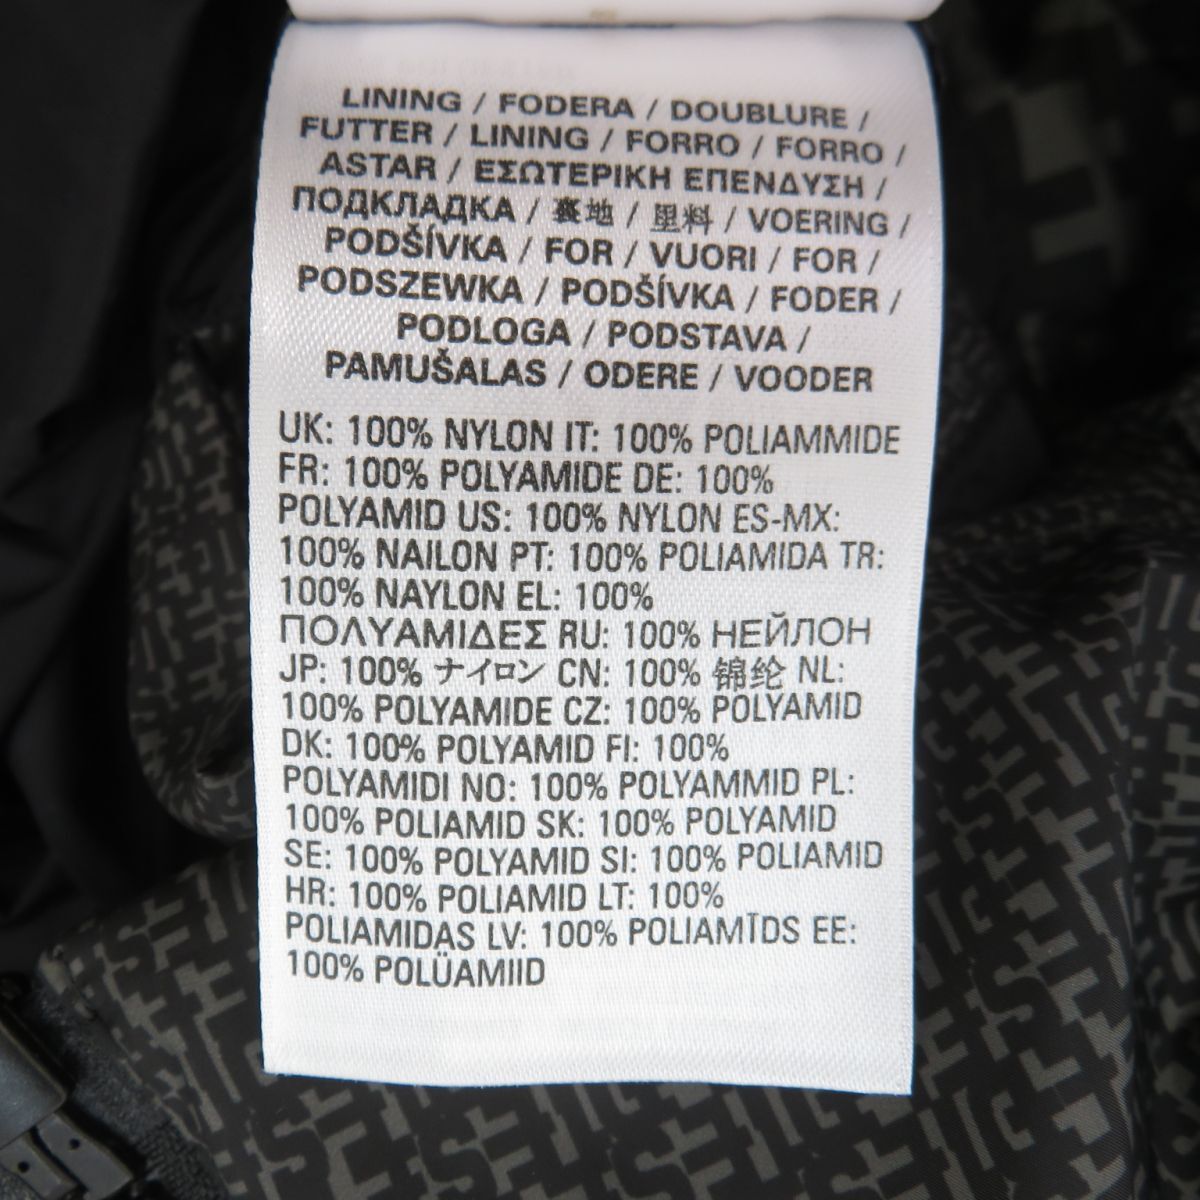 LINING / FODERA / DOUBLURE /
FUTTER / LINING / FORRO / FORRO /
ASTAR / ΕΣΩΤΕΡΙΚΗ ΕΠΕΝΔΥΣΗ /
ПОДКЛАДКА / 裏地 / 里料 / VOERING /
PODŠÍVKA / FOR / VUORI / FOR /
PODSZEWKA / PODŠÍVKA / FODER /
PODLOGA / PODSTAVA /
PAMUŠALAS / ODERE / VOODER
UK: 100% NYLON IT: 100% POLIAMMIDE
FR: 100% POLYAMIDE DE: 100%
POLYAMID US: 100% NYLON ES-MX:
100% NAILON PT: 100% POLIAMIDA TR:
100% NAYLON EL: 100%
ΠΟΛΥΑΜΙΔΕΣ RU: 100% НЕЙЛОН
JP: 100% ナイロン CN: 100% 锦纶 NL:
100% POLYAMIDE CZ: 100% POLYAMID
DK: 100% POLYAMID FI: 100%
POLYAMIDI NO: 100% POLYAMMID PL:
100% POLIAMID SK: 100% POLYAMID
SE: 100% POLYAMID SI: 100% POLIAMID
HR: 100% POLIAMID LT: 100%
POLIAMIDAS LV: 100% POLIAMĪDS EE:
100% POLÜAMIID